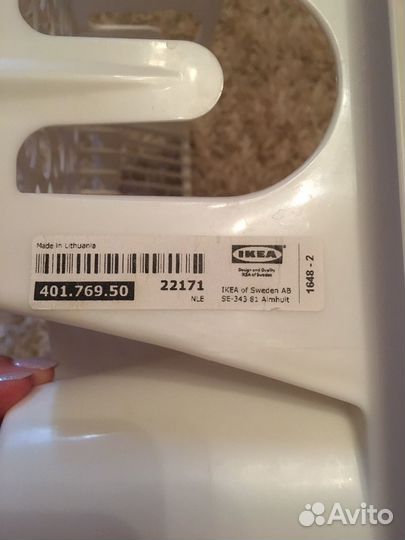 Made in Lithuania
401.769.50
22171
NLE
IKEA
Design and Quality
IKEA of Sweden
IKEA of Sweden AB
SE-343 81 Älmhult
1648 - 2
Avito